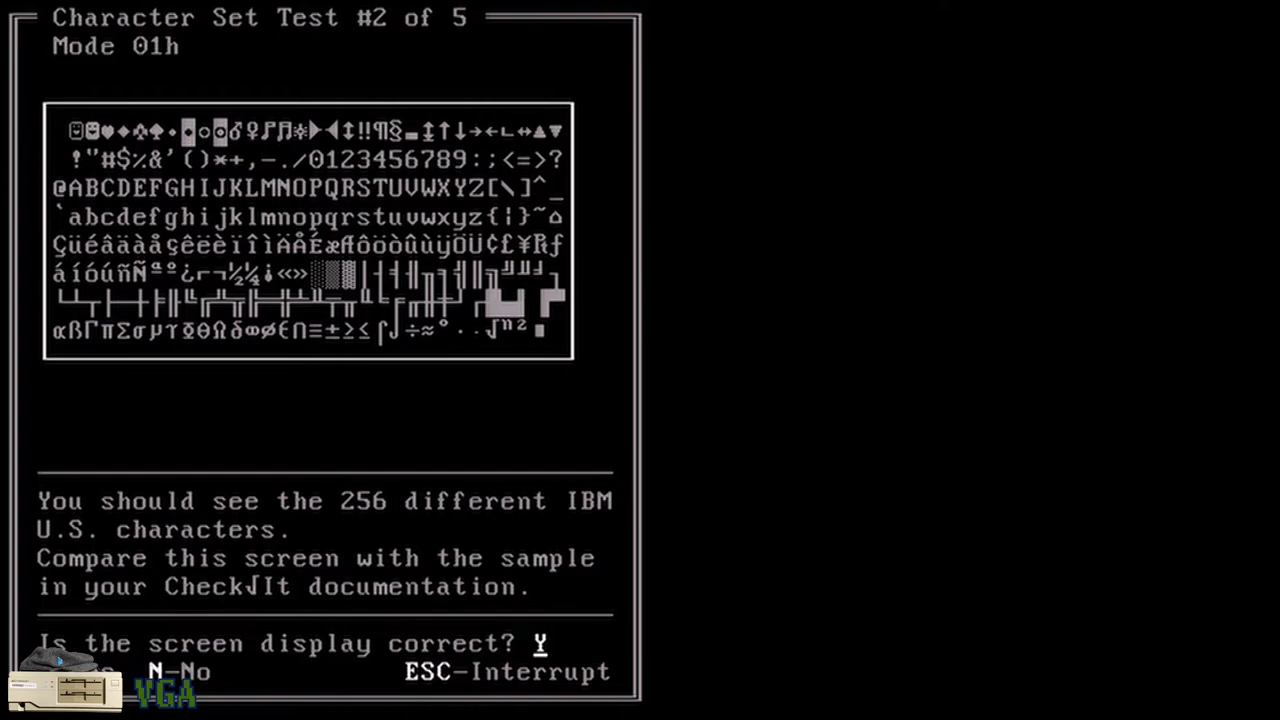 Character Set Test #2 of 5
Mode 01h
☺☻♥♦♣♠•◘○◙♂♀♪♫☼►◄↕‼¶§▬↨↑↓→←∟↔▲▼
!"#$%&'()*+,-./0123456789:;<=>?
@ABCDEFGHIJKLMNOPQRSTUVWXYZ[\]^_
`abcdefghijklmnopqrstuvwxyz{¦}~⌂
ÇüéâäàåçêëèïîìÄÅÉæÆôöòûùÿÖÜ¢£¥₧ƒ
áíóúñÑªº¿⌐¬½¼¡«»░▒▓│┤╡╢╖╕╣║╗╝╜╛┐
└┴┬├─┼╞╟╚╔╩╦╠═╬╧╨╤╥╙╘╒╓╫╪┘┌█▄▌▐▀
αßΓπΣσµτΦΘΩδ∞øε∩≡±≥≤⌠⌡÷≈°∙·√ⁿ²■
You should see the 256 different IBM
U.S. characters.
Compare this screen with the sample
in your Check√It documentation.
Is the screen display correct? Y
N-No ESC-Interrupt
VGA